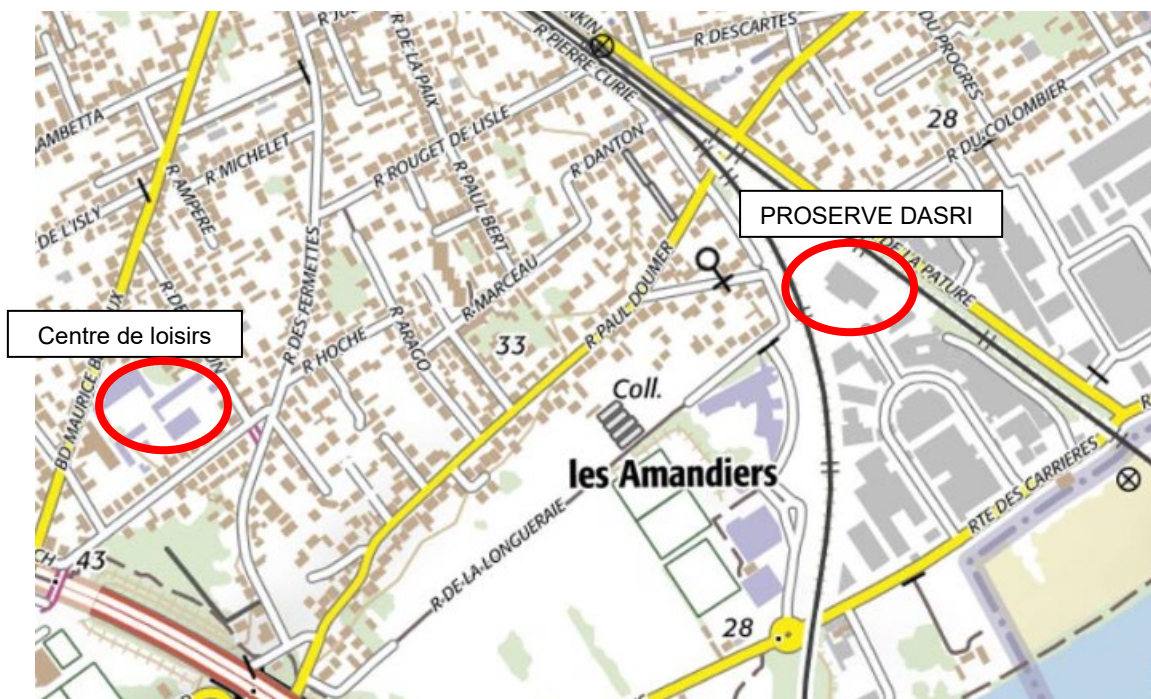 R DESCARTES
R PIERRE CURIE
R DE LA PAIX
DU PROGRES
28
R DU COLOMBIER
AMBETTA
R MICHELET
R ROUGET DE LISLE
R DANTON
R AMPERE
R PAUL BERT
DE L'ISLY
R DES FERMETTES
PROSERVE DASRI
DE LA PATURE
R MARCEAU
R PAUL DOUMER
Centre de loisirs
R HOCHE
R ARAGO
33
Coll.
BD MAURICE B
les Amandiers
RTE DES CARRIÈRES
R-DE-LA-LONGUERAIE
43
28